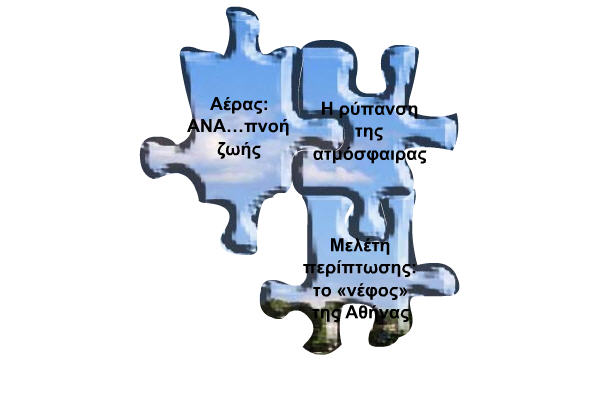 Αέρας:
ΑΝΑ…πνοή
ζωής
Η ρύπανση
της
ατμόσφαιρας
Μελέτη
περίπτωσης:
το «νέφος»
της Αθήνας